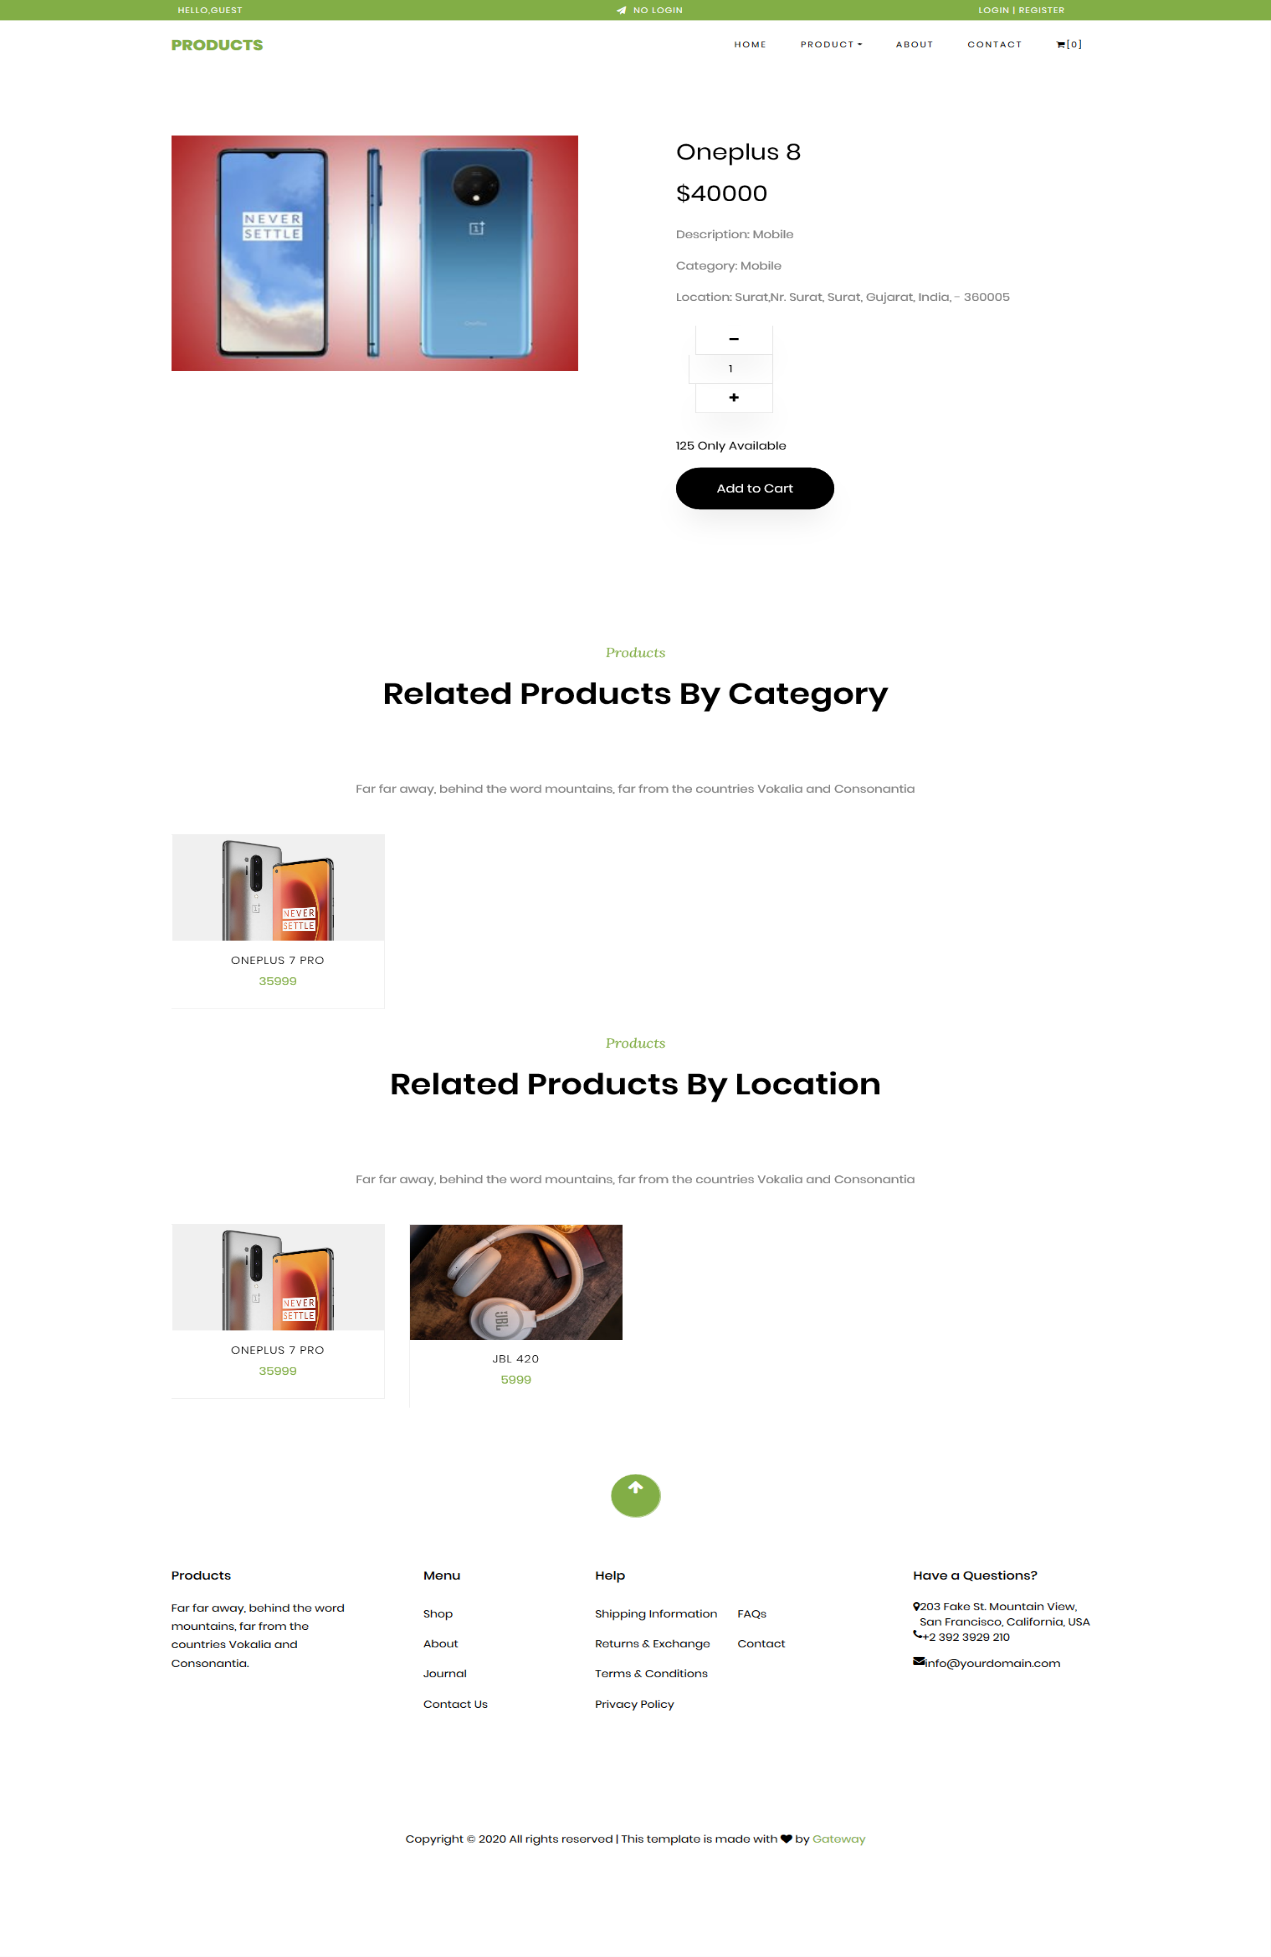 HELLO,GUEST
NO LOGIN
LOGIN | REGISTER
PRODUCTS
HOME
PRODUCT
ABOUT
CONTACT
[0]
NEVER
SETTLE
Oneplus 8
$40000
Description: Mobile
Category: Mobile
Location: Surat,Nr. Surat, Surat, Gujarat, India, - 360005
1
125 Only Available
Add to Cart
Products
Related Products By Category
Far far away, behind the word mountains, far from the countries Vokalia and Consonantia
NEVER
SETTLE
ONEPLUS 7 PRO
35999
Products
Related Products By Location
Far far away, behind the word mountains, far from the countries Vokalia and Consonantia
NEVER
SETTLE
ONEPLUS 7 PRO
35999
JBL
JBL 420
5999
Products
Far far away, behind the word
mountains, far from the
countries Vokalia and
Consonantia.
Menu
Shop
About
Journal
Contact Us
Help
Shipping Information
Returns & Exchange
Terms & Conditions
Privacy Policy
FAQs
Contact
Have a Questions?
203 Fake St. Mountain View,
San Francisco, California, USA
+2 392 3929 210
info@yourdomain.com
Copyright © 2020 All rights reserved | This template is made with ❤ by Gateway